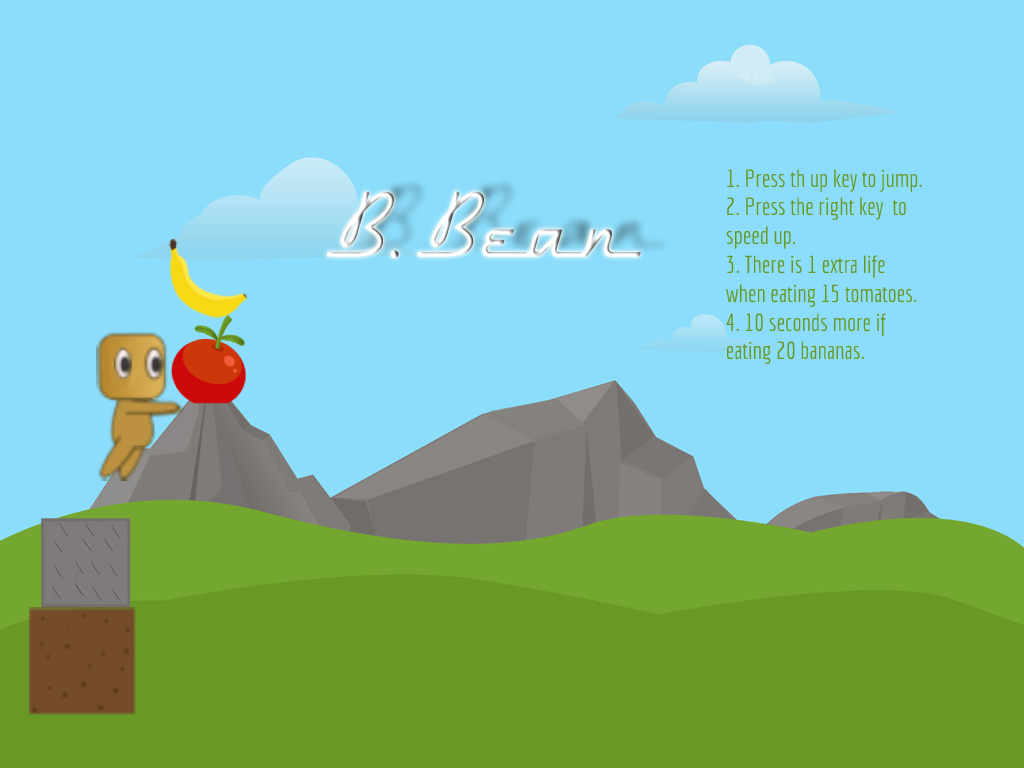 B. Bean
1. Press th up key to jump.
2. Press the right key to
speed up.
3. There is 1 extra life
when eating 15 tomatoes.
4. 10 seconds more if
eating 20 bananas.